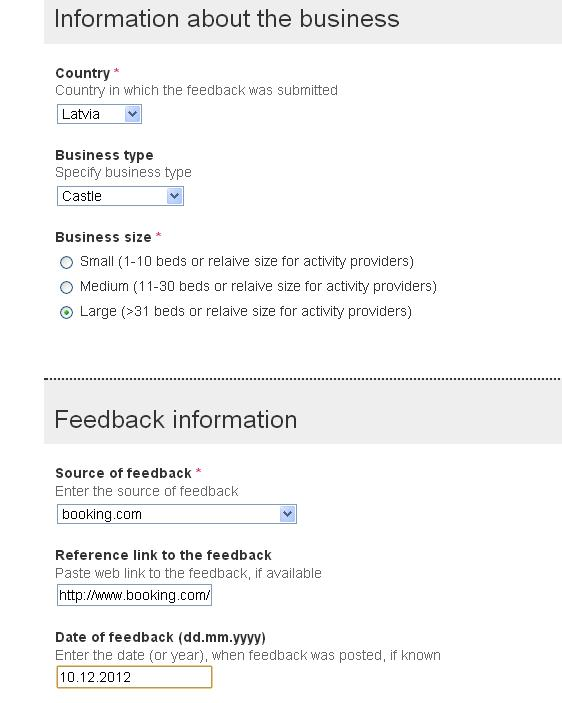 Information about the business
Country *
Country in which the feedback was submitted
Latvia
Business type
Specify business type
Castle
Business size *
Small (1-10 beds or relaive size for activity providers)
Medium (11-30 beds or relaive size for activity providers)
Large (>31 beds or relaive size for activity providers)
Feedback information
Source of feedback *
Enter the source of feedback
booking.com
Reference link to the feedback
Paste web link to the feedback, if available
http://www.booking.com/
Date of feedback (dd.mm.yyyy)
Enter the date (or year), when feedback was posted, if known
10.12.2012